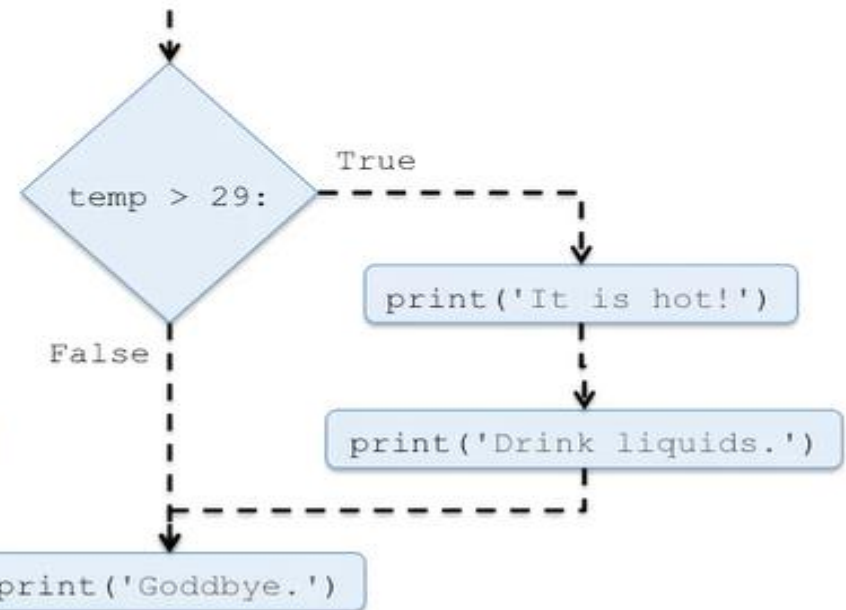 True
temp > 29:
print('It is hot!')
False
print('Drink liquids.')
print('Goddbye.')